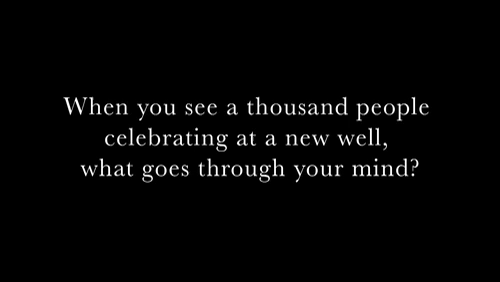 When you see a thousand people
celebrating at a new well,
what goes through your mind?